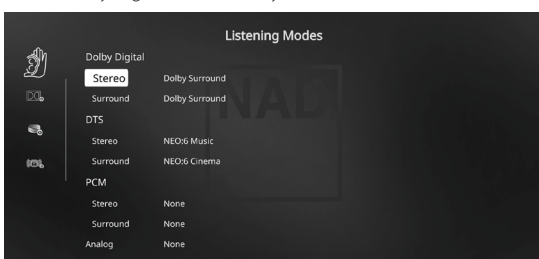 Listening Modes
Dolby Digital
Stereo Dolby Surround
Surround Dolby Surround
DTS
Stereo NEO:6 Music
Surround NEO:6 Cinema
PCM
Stereo None
Surround None
Analog None
NAD